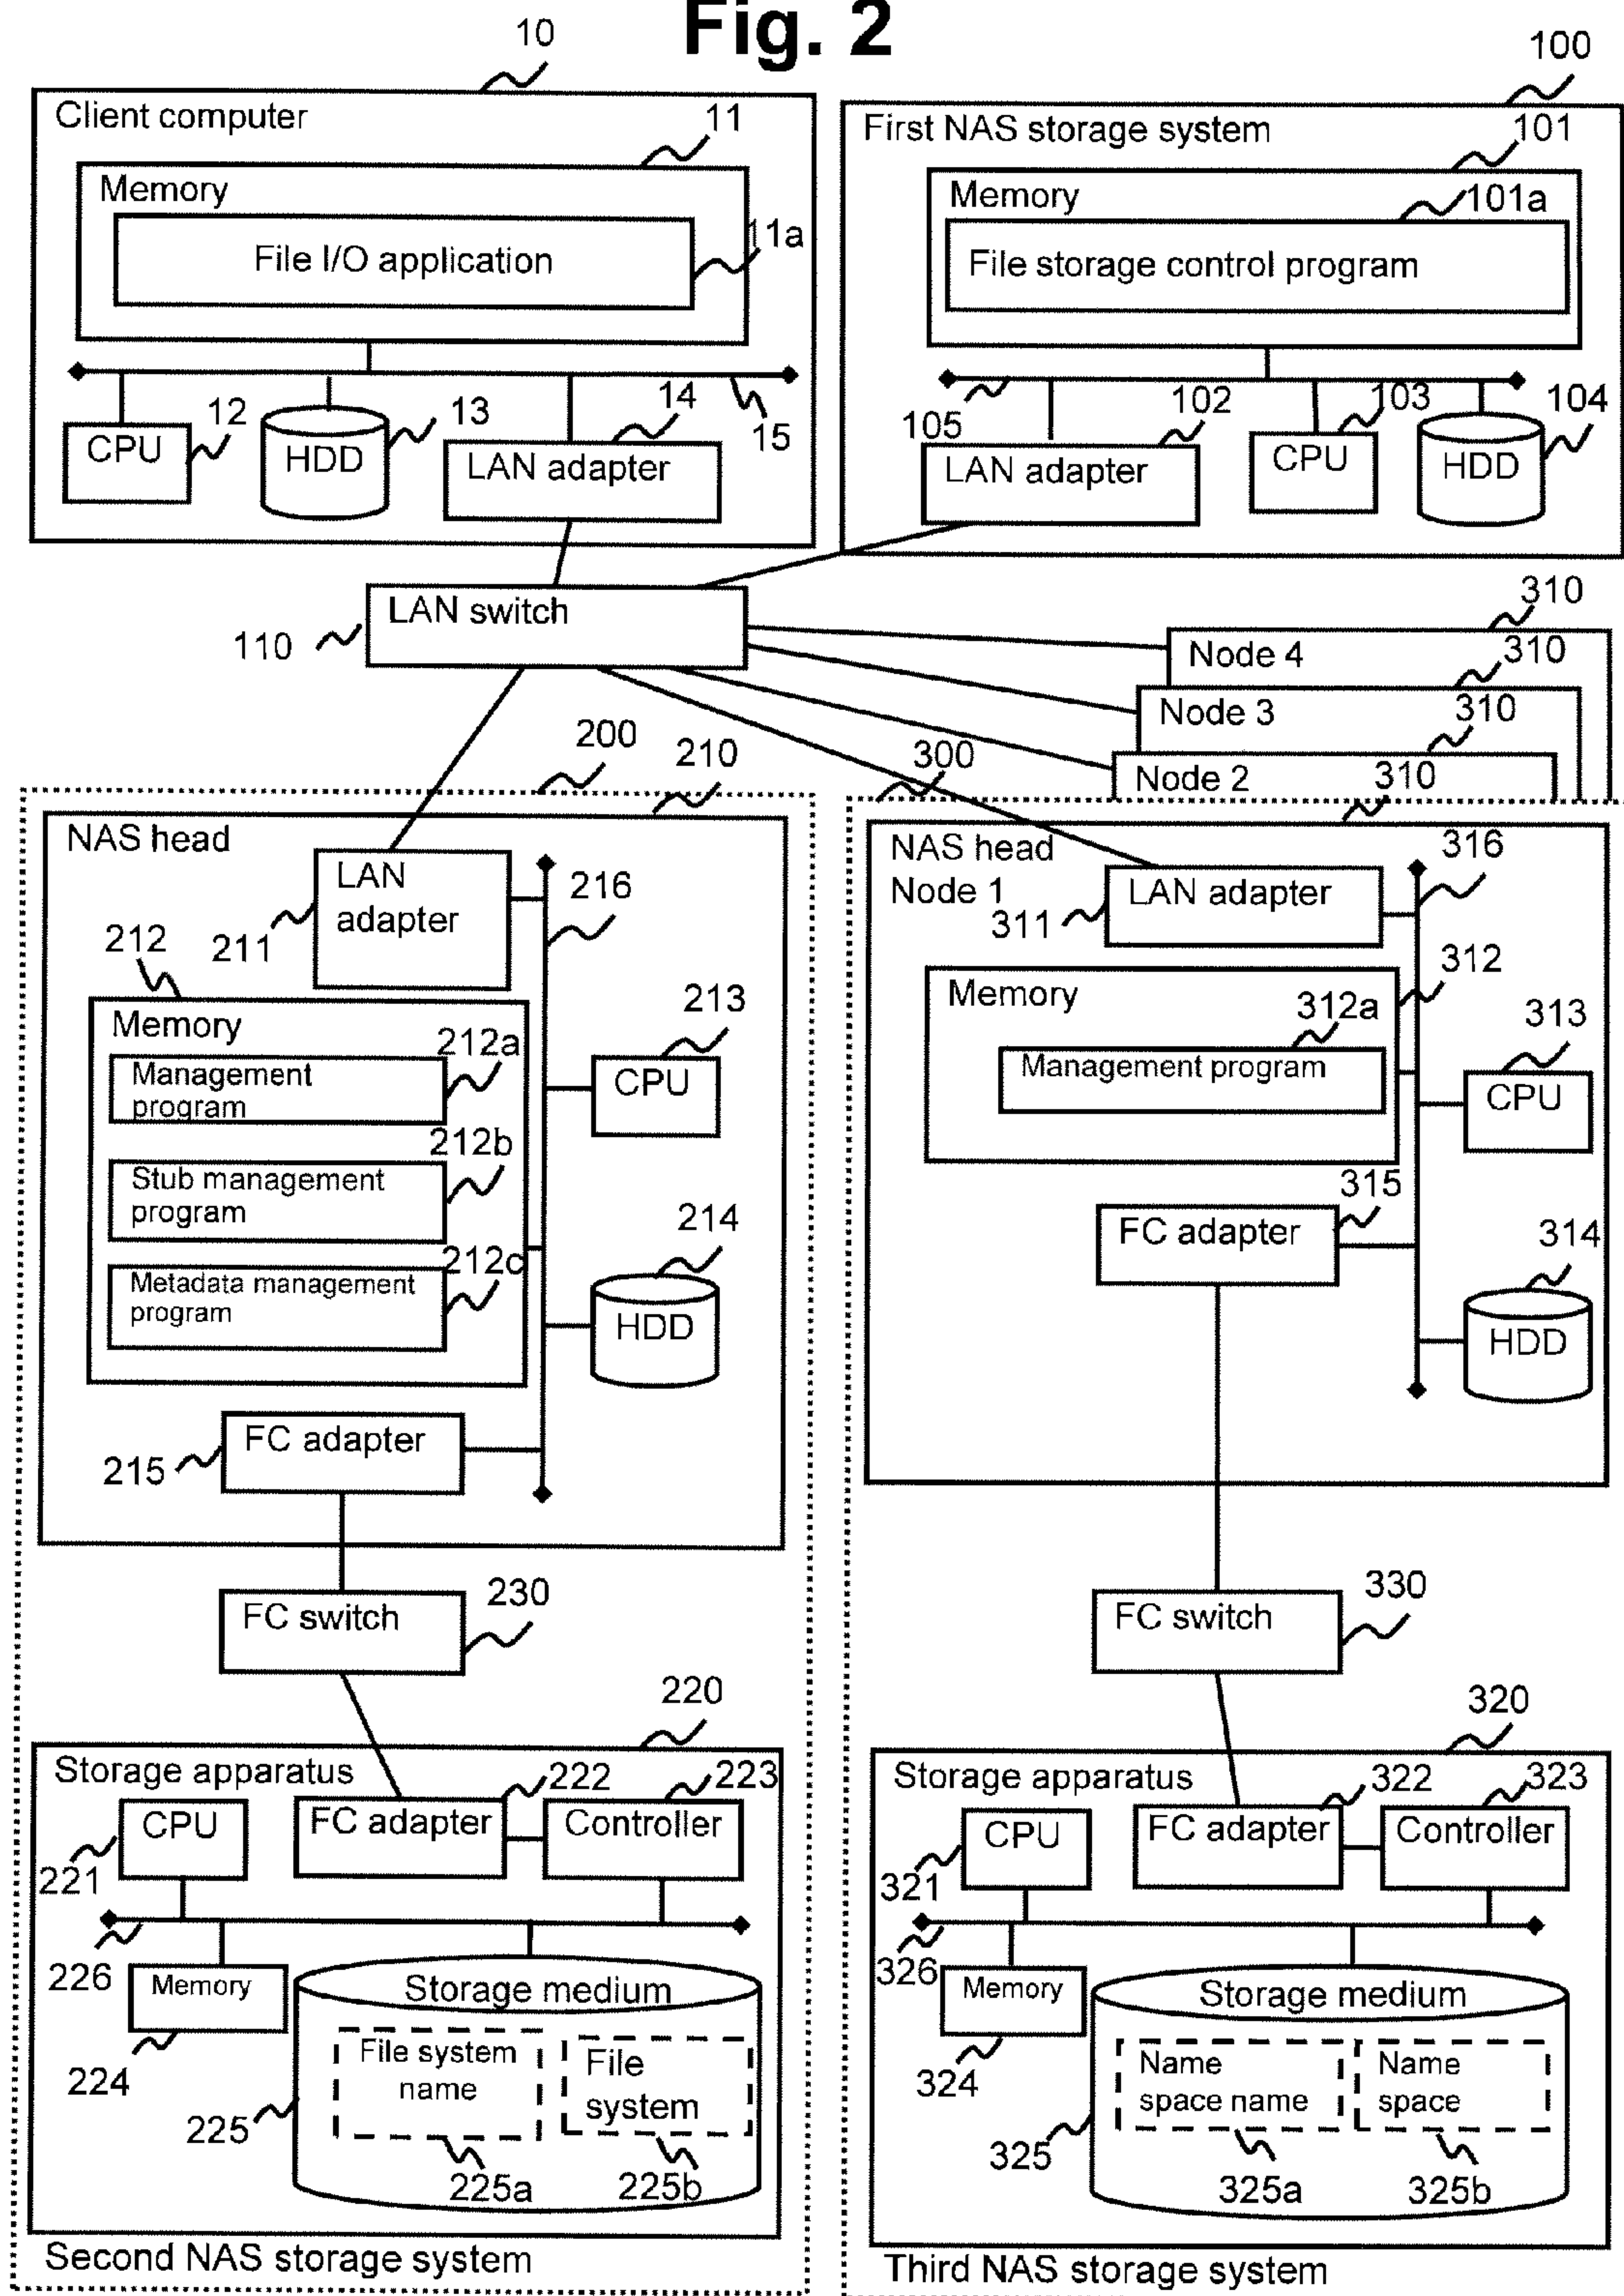 Fig. 2
10
100
Client computer
11
First NAS storage system
101
Memory
Memory
101a
File I/O application
11a
File storage control program
12
13
14
15
105
102
103
104
CPU
HDD
LAN adapter
LAN adapter
CPU
HDD
LAN switch
110
310
Node 4
310
Node 3
310
Node 2
310
200
210
300
NAS head
LAN
adapter
216
211
212
Memory
213
212a
Management
program
CPU
212b
Stub management
program
214
212c
Metadata management
program
HDD
FC adapter
215
NAS head
Node 1
LAN adapter
316
311
312
Memory
312a
313
Management program
CPU
315
FC adapter
314
HDD
FC switch
230
FC switch
330
220
Storage apparatus
222
223
CPU
FC adapter
Controller
221
226
Memory
Storage medium
224
File system
name
File
system
225
225a
225b
Second NAS storage system
320
Storage apparatus
322
323
CPU
FC adapter
Controller
321
326
Memory
Storage medium
324
Name
space name
Name
space
325
325a
325b
Third NAS storage system